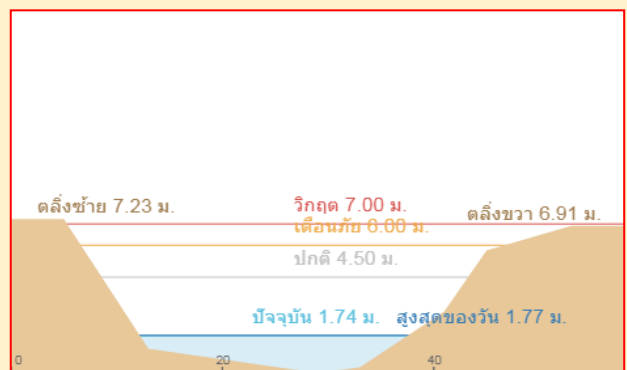 ตลิ่งซ้าย 7.23 ม.
วิกฤต 7.00 ม.
ตลิ่งขวา 6.91 ม.
เตือนภัย 6.00 ม.
ปกติ 4.50 ม.
ปัจจุบัน 1.74 ม.
สูงสุดของวัน 1.77 ม.
0 20 40